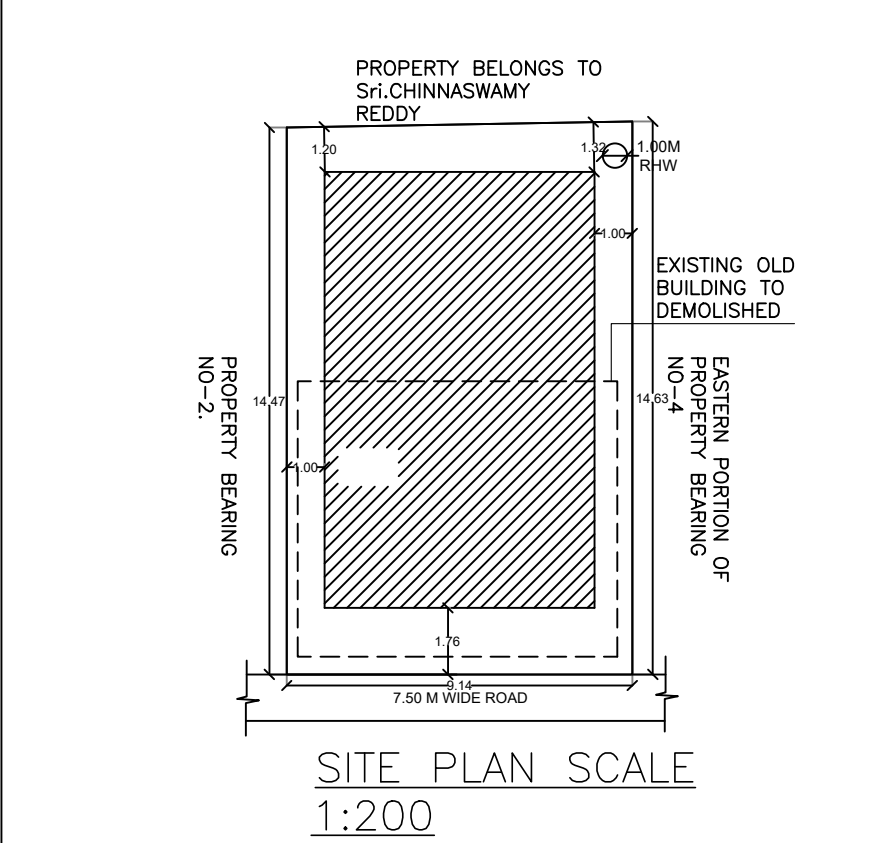 PROPERTY BELONGS TO
Sri.CHINNASWAMY
REDDY
1.20
1.32
1.00M
RHW
1.00
EXISTING OLD
BUILDING TO
DEMOLISHED
PROPERTY BEARING
NO-2.
14.47
EASTERN PORTION OF
PROPERTY BEARING
NO-4
14.63
1.00
1.76
9.14
7.50 M WIDE ROAD
SITE PLAN SCALE
1:200